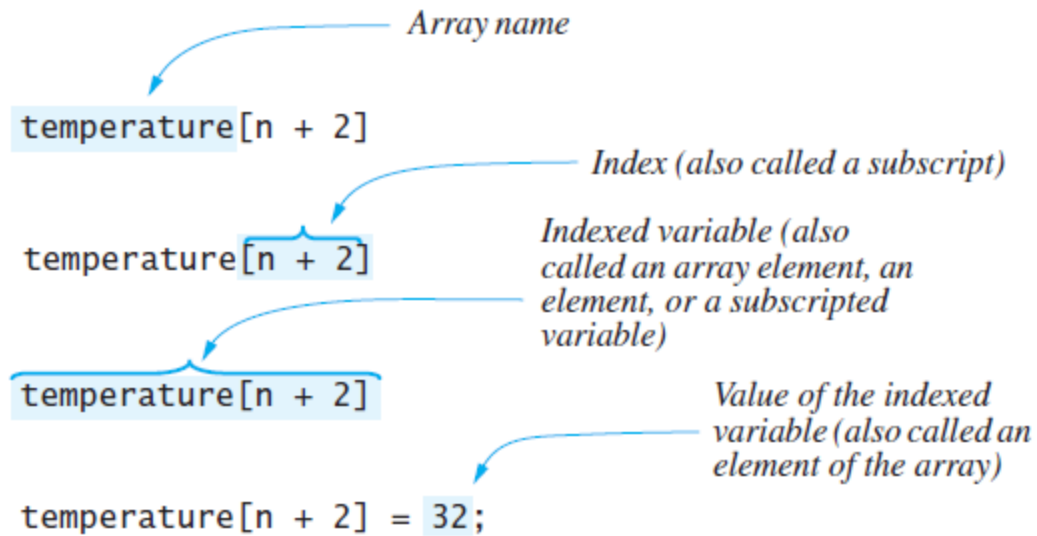 Array name
temperature[n + 2]
Index (also called a subscript)
temperature[n + 2]
Indexed variable (also
called an array element, an
element, or a subscripted
variable)
temperature[n + 2]
Value of the indexed
variable (also called an
element of the array)
temperature[n + 2] = 32;